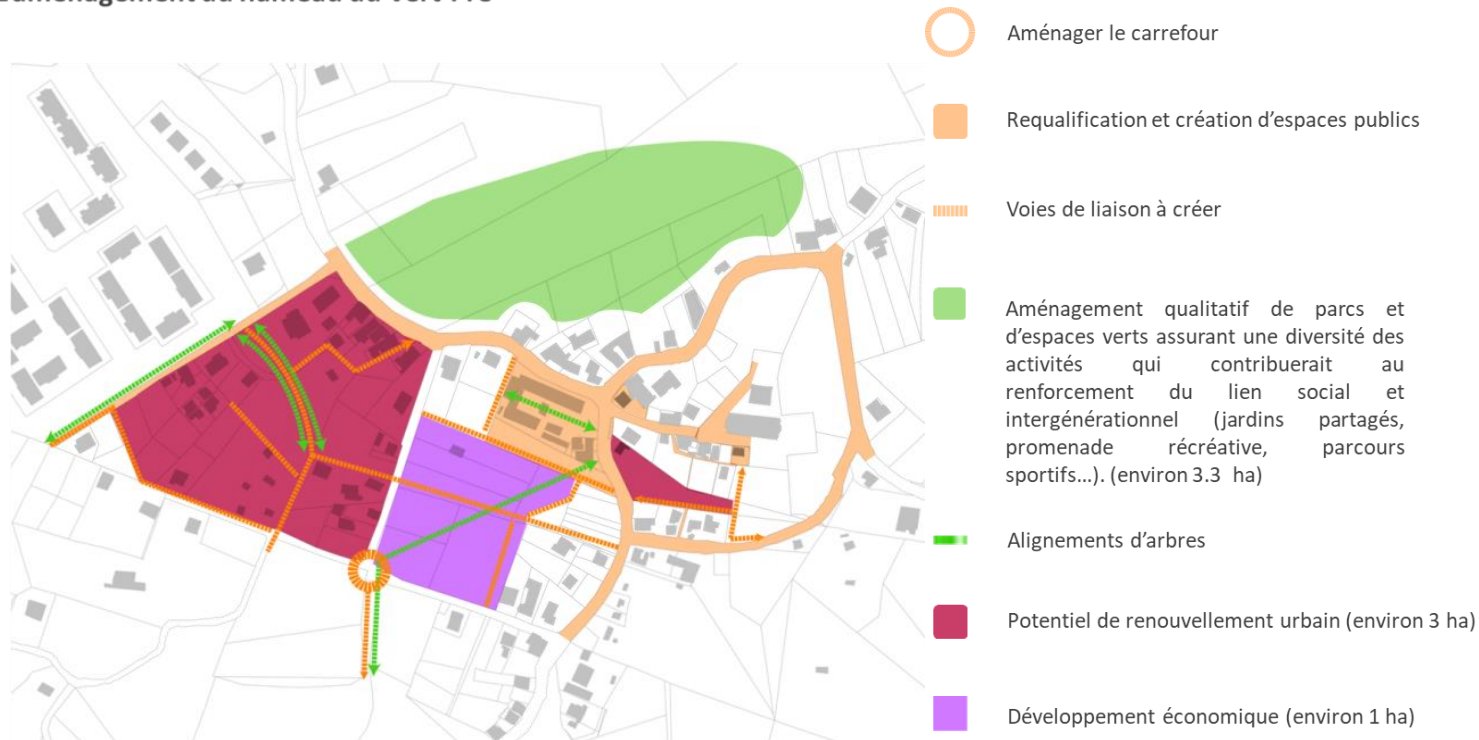 Aménager le carrefour
Requalification et création d'espaces publics
Voies de liaison à créer
Aménagement qualitatif de parcs et
d'espaces verts assurant une diversité des
activités qui contribuerait au
renforcement du lien social et
intergénérationnel (jardins partagés,
promenade récréative, parcours
sportifs...). (environ 3.3 ha)
Alignements d'arbres
Potentiel de renouvellement urbain (environ 3 ha)
Développement économique (environ 1 ha)